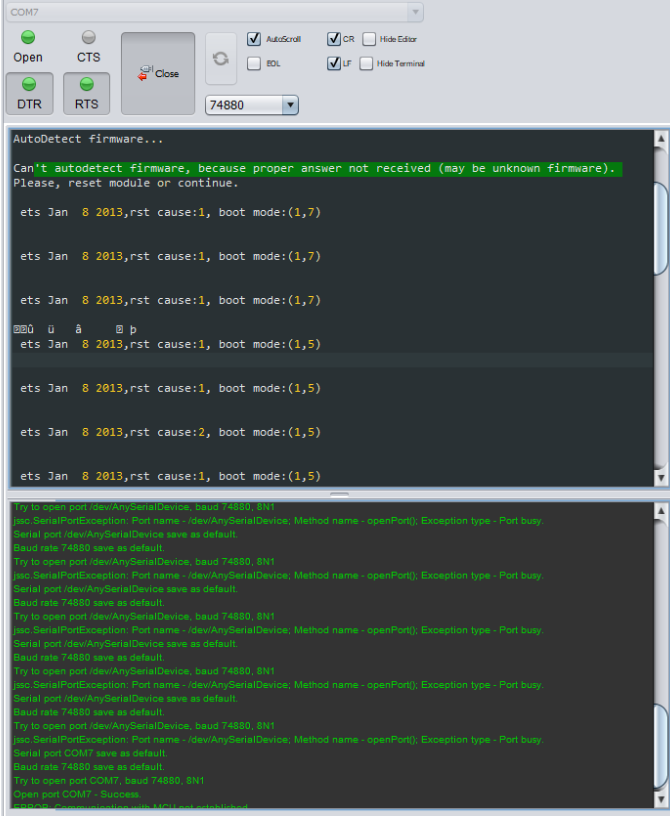 COM7
Open
CTS
DTR
RTS
Close
AutoScroll
CR
Hide Editor
EOL
LF
Hide Terminal
74880
AutoDetect firmware...
Can't autodetect firmware, because proper answer not received (may be unknown firmware).
Please, reset module or continue.
ets Jan  8 2013,rst cause:1, boot mode:(1,7)
ets Jan  8 2013,rst cause:1, boot mode:(1,7)
ets Jan  8 2013,rst cause:1, boot mode:(1,7)
û ü â þ
ets Jan  8 2013,rst cause:1, boot mode:(1,5)
ets Jan  8 2013,rst cause:1, boot mode:(1,5)
ets Jan  8 2013,rst cause:2, boot mode:(1,5)
ets Jan  8 2013,rst cause:1, boot mode:(1,5)
Try to open port /dev/AnySerialDevice, baud 74880, 8N1
jssc.SerialPortException: Port name - /dev/AnySerialDevice; Method name - openPort(); Exception type - Port busy.
Serial port /dev/AnySerialDevice save as default.
Baud rate 74880 save as default.
Try to open port /dev/AnySerialDevice, baud 74880, 8N1
jssc.SerialPortException: Port name - /dev/AnySerialDevice; Method name - openPort(); Exception type - Port busy.
Serial port /dev/AnySerialDevice save as default.
Baud rate 74880 save as default.
Try to open port /dev/AnySerialDevice, baud 74880, 8N1
jssc.SerialPortException: Port name - /dev/AnySerialDevice; Method name - openPort(); Exception type - Port busy.
Serial port /dev/AnySerialDevice save as default.
Baud rate 74880 save as default.
Try to open port /dev/AnySerialDevice, baud 74880, 8N1
jssc.SerialPortException: Port name - /dev/AnySerialDevice; Method name - openPort(); Exception type - Port busy.
Serial port /dev/AnySerialDevice save as default.
Baud rate 74880 save as default.
Try to open port /dev/AnySerialDevice, baud 74880, 8N1
jssc.SerialPortException: Port name - /dev/AnySerialDevice; Method name - openPort(); Exception type - Port busy.
Serial port COM7 save as default.
Baud rate 74880 save as default.
Try to open port COM7, baud 74880, 8N1
Open port COM7 - Success.
ERROR: Communication with MCU not established.